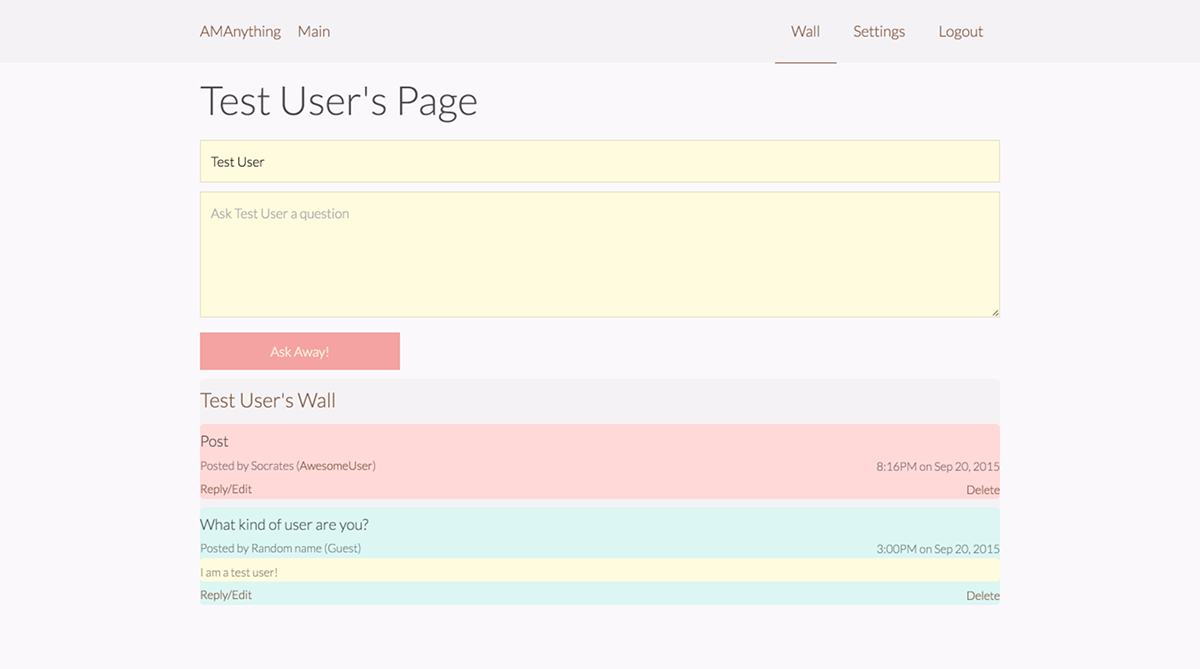 AMAnything Main Wall Settings Logout
Test User's Page
Test User
Ask Test User a question
Ask Away!
Test User's Wall
Post
Posted by Socrates (AwesomeUser) 8:16PM on Sep 20, 2015
Reply/Edit Delete
What kind of user are you?
Posted by Random name (Guest) 3:00PM on Sep 20, 2015
I am a test user!
Reply/Edit Delete